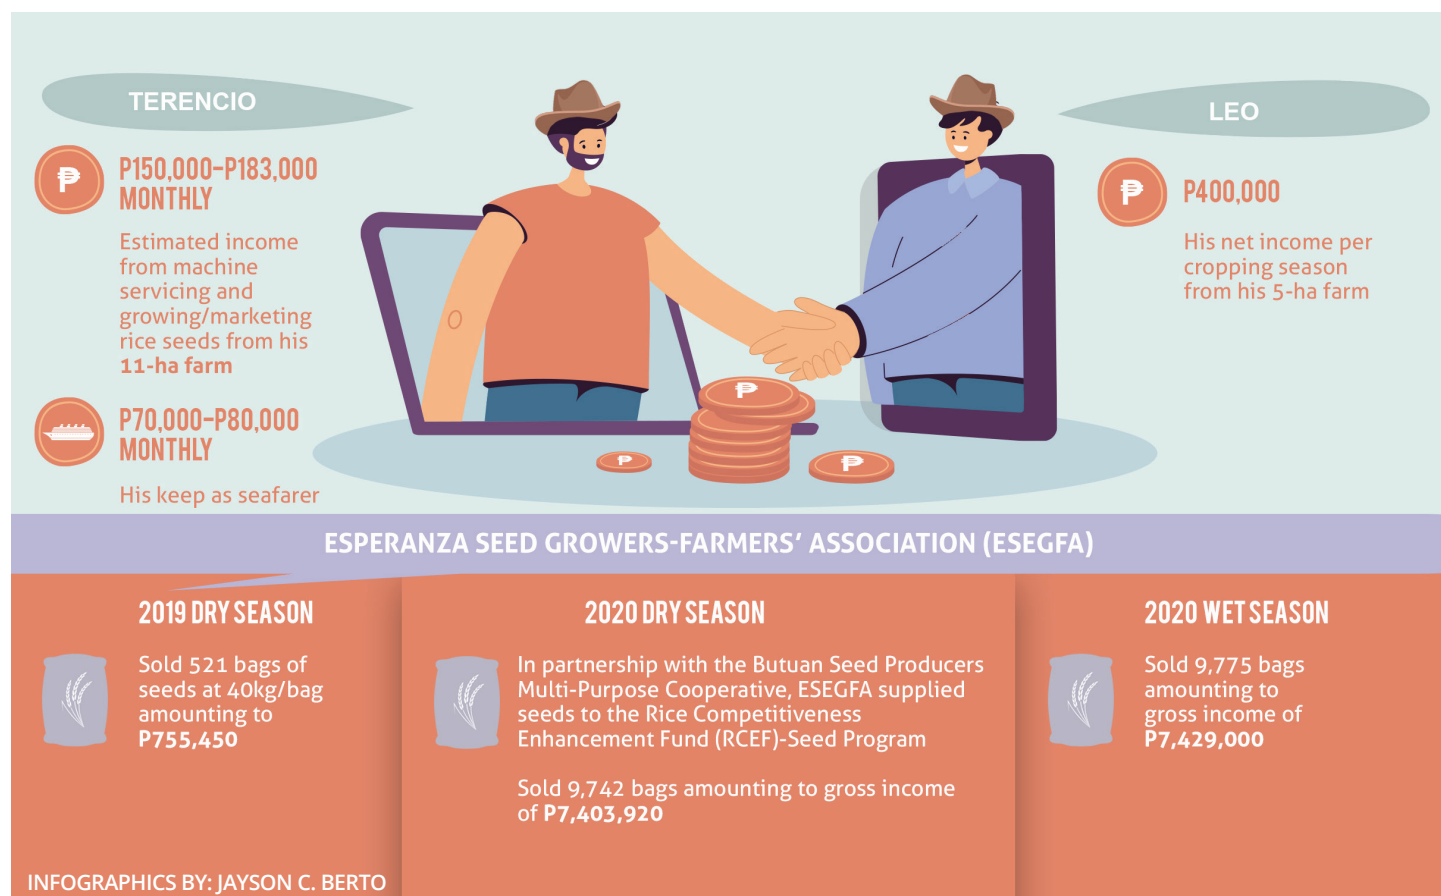 TERENCIO
₱
P150,000-P183,000
MONTHLY
Estimated income
from machine
servicing and
growing/marketing
rice seeds from his
11-ha farm
P70,000-P80,000
MONTHLY
His keep as seafarer
LEO
₱
P400,000
His net income per
cropping season
from his 5-ha farm
₱
₱
₱
ESPERANZA SEED GROWERS-FARMERS' ASSOCIATION (ESEGFA)
2019 DRY SEASON
Sold 521 bags of
seeds at 40kg/bag
amounting to
P755,450
2020 DRY SEASON
In partnership with the Butuan Seed Producers
Multi-Purpose Cooperative, ESEGFA supplied
seeds to the Rice Competitiveness
Enhancement Fund (RCEF)-Seed Program
Sold 9,742 bags amounting to gross income
of P7,403,920
2020 WET SEASON
Sold 9,775 bags
amounting to
gross income of
P7,429,000
INFOGRAPHICS BY: JAYSON C. BERTO